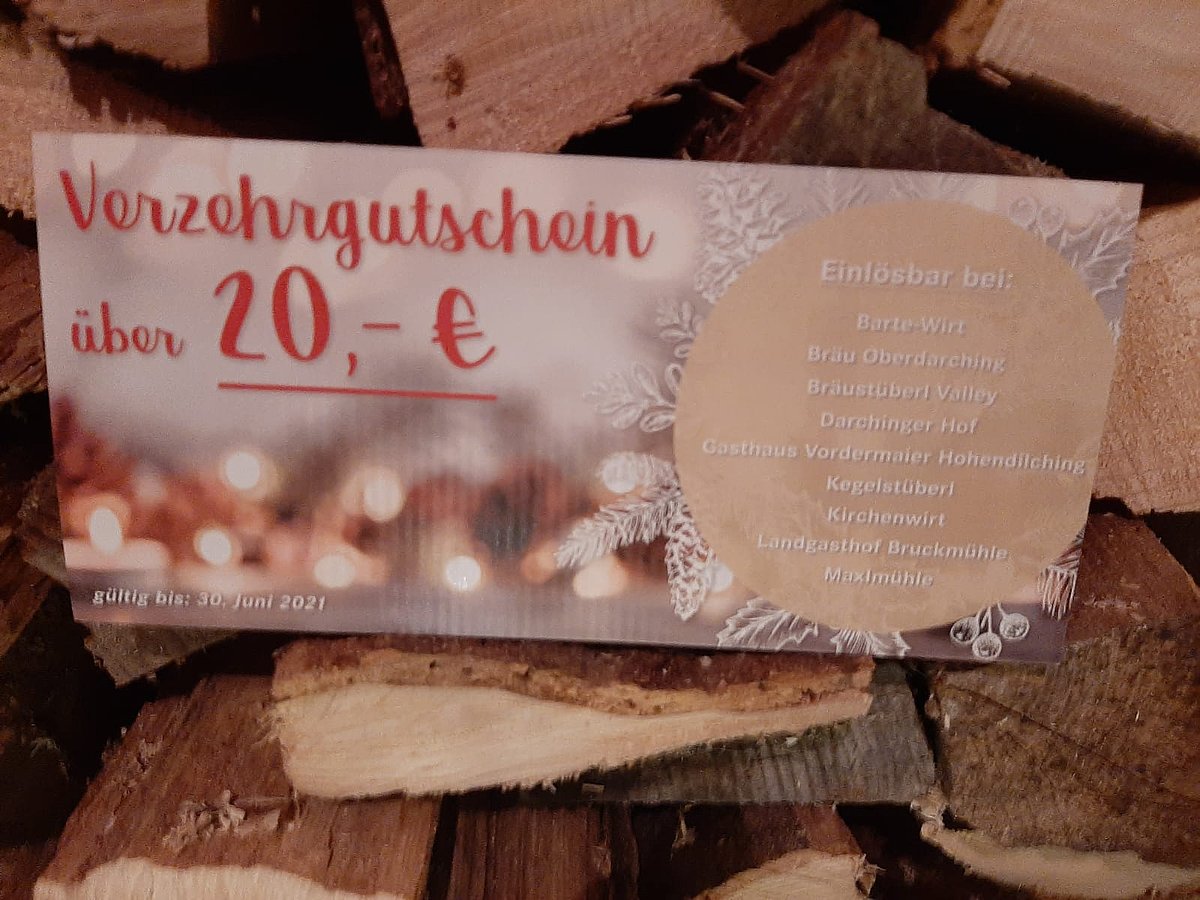 Verzehrgutschein
über 20,- €
gültig bis: 30. Juni 2021
Einlösbar bei:
Barte-Wirt
Bräu Oberdarching
Bräustüberl Valley
Darchinger Hof
Gasthaus Vordermaier Hohendilching
Kegelstüberl
Kirchenwirt
Landgasthof Bruckmühle
Maxlmühle